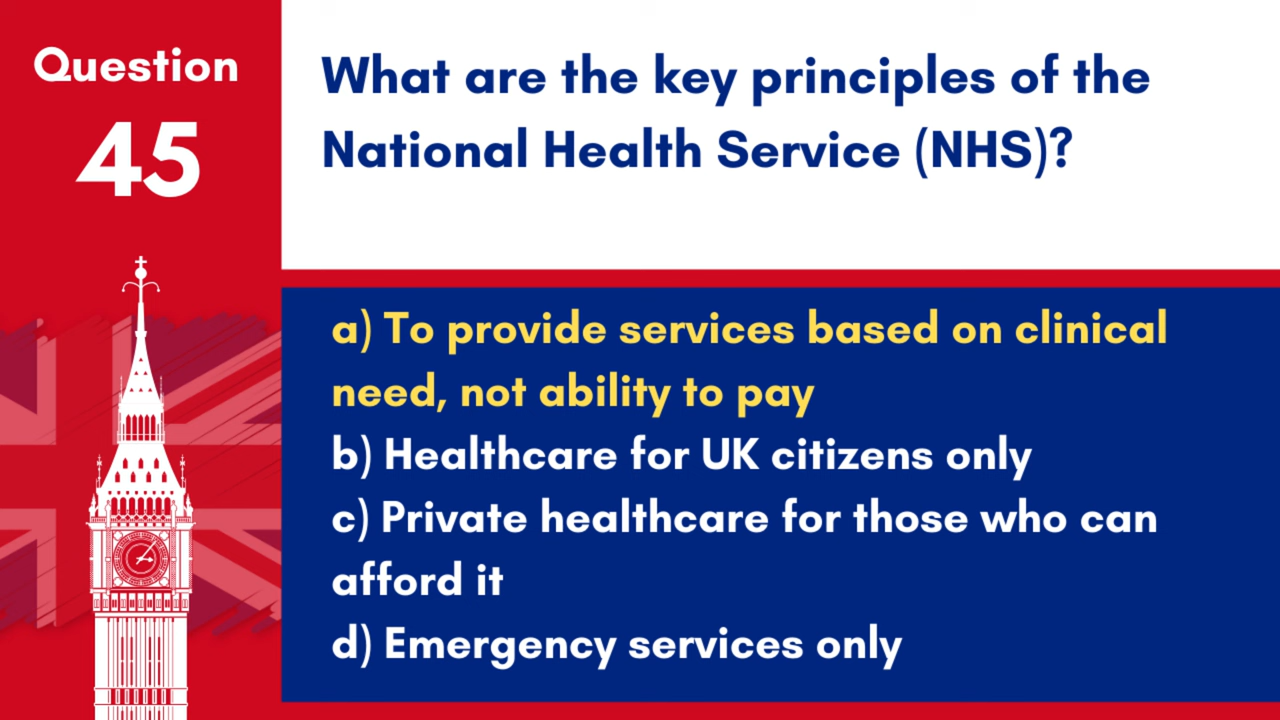 Question
45
What are the key principles of the
National Health Service (NHS)?
a) To provide services based on clinical
need, not ability to pay
b) Healthcare for UK citizens only
c) Private healthcare for those who can
afford it
d) Emergency services only